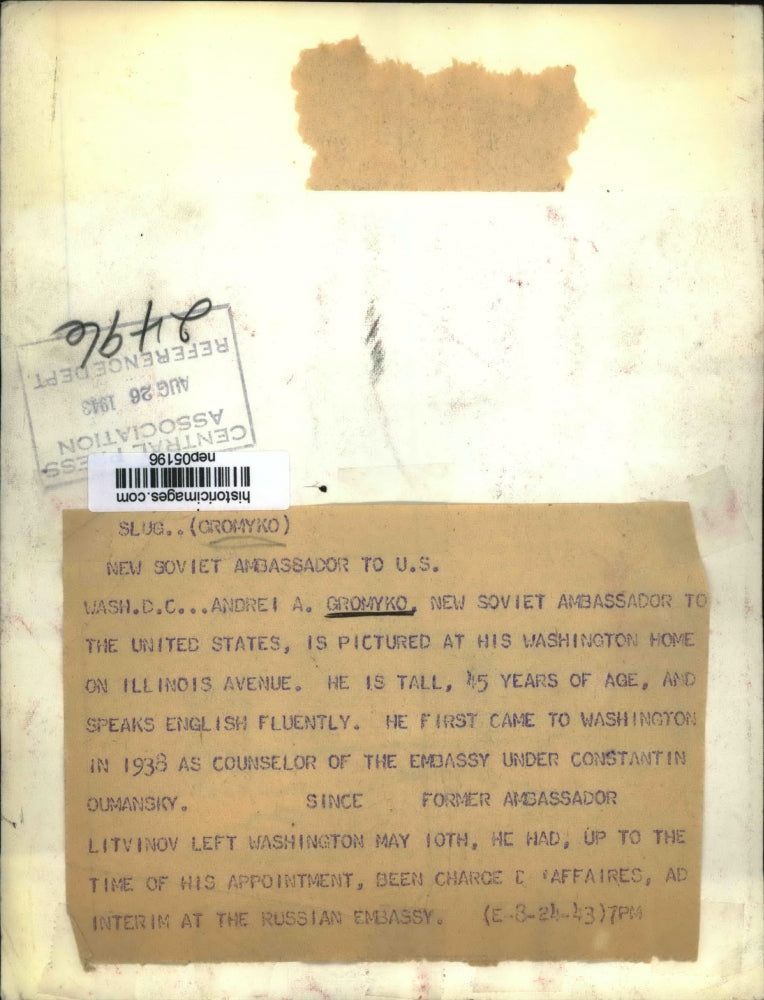 2496
REFERENCE DEPT.
AUG 26 1943
CENTRAL PRESS
ASSOCIATION
nep05196
historicimages.com
SLUG..(GROMYKO)
NEW SOVIET AMBASSADOR TO U.S.
WASH.D.C...ANDREI A. GROMYKO, NEW SOVIET AMBASSADOR TO
THE UNITED STATES, IS PICTURED AT HIS WASHINGTON HOME
ON ILLINOIS AVENUE. HE IS TALL, 45 YEARS OF AGE, AND
SPEAKS ENGLISH FLUENTLY. HE FIRST CAME TO WASHINGTON
IN 1938 AS COUNSELOR OF THE EMBASSY UNDER CONSTANTIN
OUMANSKY. SINCE FORMER AMBASSADOR
LITVINOV LEFT WASHINGTON MAY 10TH, HE HAD, UP TO THE
TIME OF HIS APPOINTMENT, BEEN CHARGE D 'AFFAIRES, AD
INTERIM AT THE RUSSIAN EMBASSY. (E-8-24-43)7PM